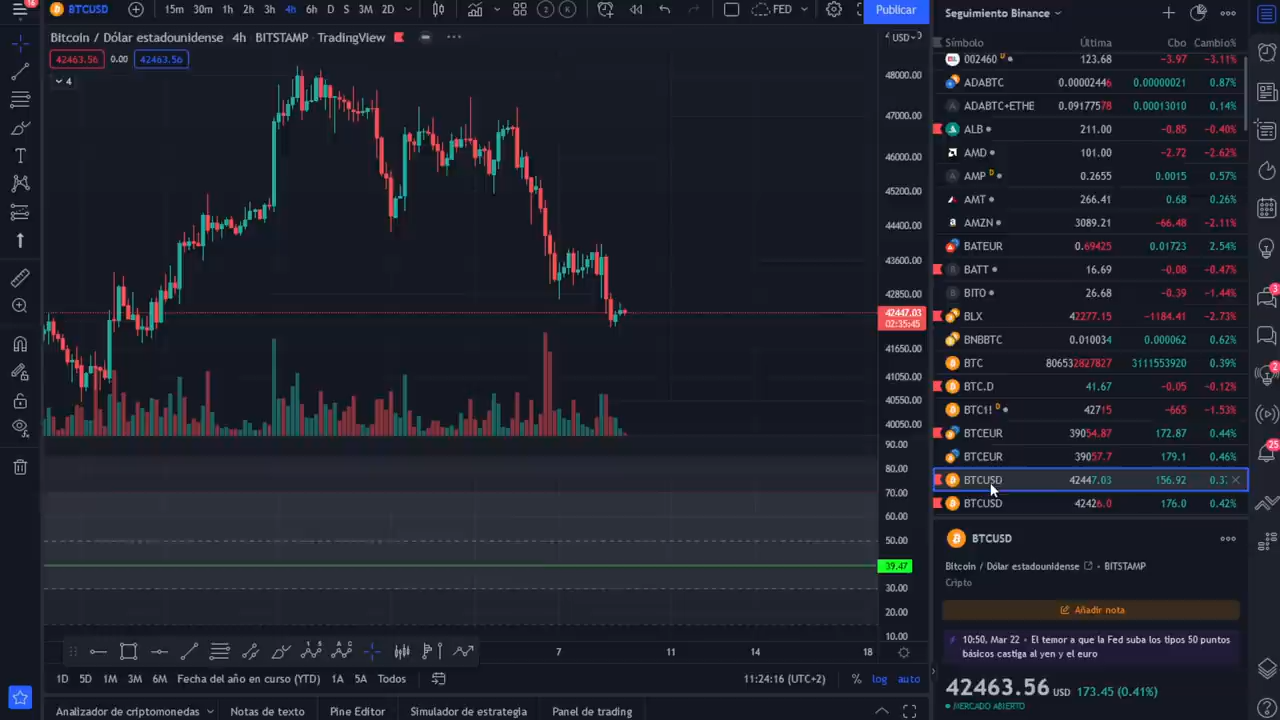 16
BTCUSD
15m 30m 1h 2h 3h 4h 6h D S 3M 2D
2
K
FED
Publicar
Bitcoin / Dólar estadounidense 4h BITSTAMP TradingView
USD
42463.56 0.00 42463.56
4
48000.00
47000.00
46000.00
45200.00
44400.00
43600.00
42850.00
42447.03
02:35:45
41650.00
41050.00
40550.00
40050.00
90.00
80.00
70.00
60.00
50.00
39.47
30.00
20.00
10.00
7 11 14 18
1D 5D 1M 3M 6M Fecha del año en curso (YTD) 1A 5A Todos
11:24:16 (UTC+2) % log auto
Analizador de criptomonedas Notas de texto Pine Editor Simulador de estrategia Panel de trading
Seguimiento Binance
Símbolo Última Cbo Cambio%
002460 D 123.68 −3.97 −3.11%
ADABTC 0.00002446 0.00000021 0.87%
ADABTC+ETHE 0.09177578 0.00013010 0.14%
ALB 211.00 −0.85 −0.40%
AMD 101.00 −2.72 −2.62%
AMP D 0.2655 0.0015 0.57%
AMT 266.41 0.68 0.26%
AMZN 3089.21 −66.48 −2.11%
BATEUR 0.69425 0.01723 2.54%
BATT 16.69 −0.08 −0.47%
BITO 26.68 −0.39 −1.44%
BLX 42277.15 −1184.41 −2.73%
BNBBTC 0.010034 0.000062 0.62%
BTC 806532827827 3111553920 0.39%
BTC.D 41.67 −0.05 −0.12%
BTC1! D 42715 −665 −1.53%
BTCEUR 39054.87 172.87 0.44%
BTCEUR 39057.7 179.1 0.46%
BTCUSD 42447.03 156.92
BTCUSD 42426.0 176.0 0.42%
BTCUSD
Bitcoin / Dólar estadounidense • BITSTAMP
Cripto
Añadir nota
10:50, Mar 22 • El temor a que la Fed suba los tipos 50 puntos
básicos castiga al yen y el euro
42463.56 USD 173.45 (0.41%)
MERCADO ABIERTO
3
2
25